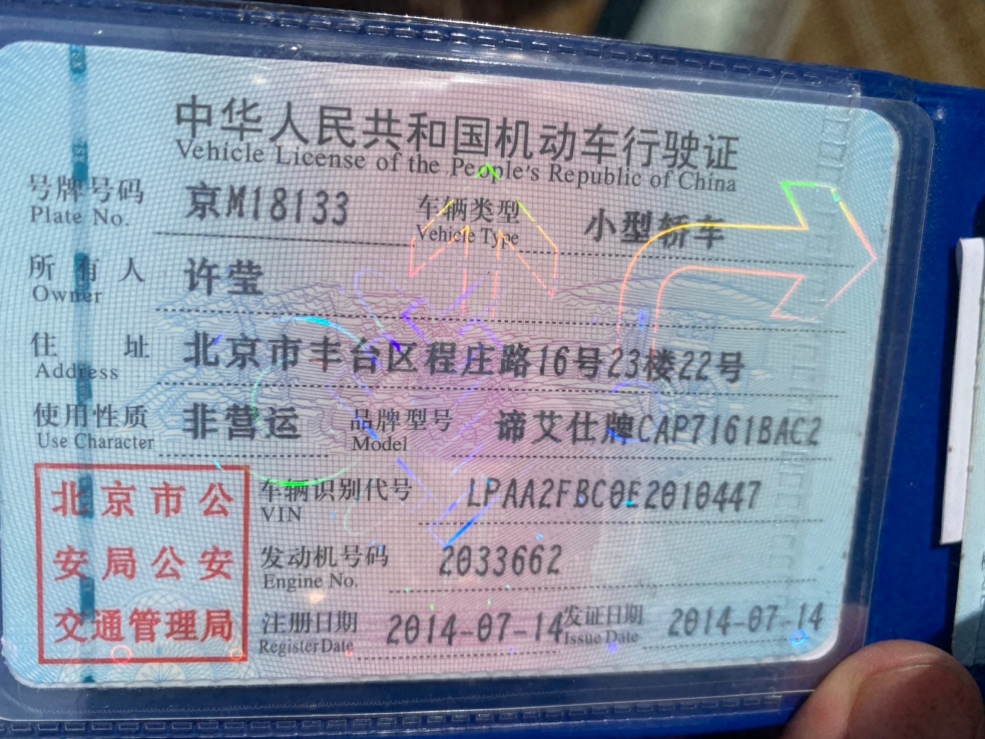 中华人民共和国机动车行驶证
Vehicle License of the People's Republic of China
号牌号码 京M18133 车辆类型 小型轿车
Plate No. Vehicle Type
所有人 许莹
Owner
住址 北京市丰台区程庄路16号23楼22号
Address
使用性质 非营运 品牌型号 谛艾仕牌CAP7161BAC2
Use Character Model
北京市公 车辆识别代号 LPAA2FBC0E2010447
VIN
安局公安 发动机号码 2033662
Engine No.
交通管理局 注册日期 2014-07-14 发证日期 2014-07-14
Register Date Issue Date